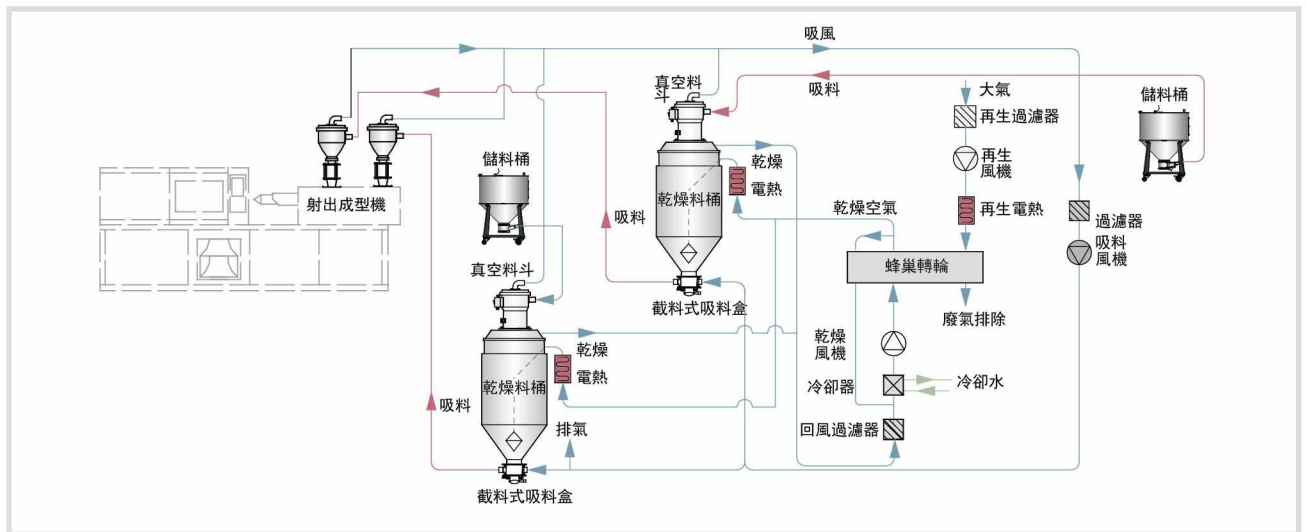 吸風
真空料
斗
吸料
大氣
儲料桶
再生過濾器
再生
風機
儲料桶
乾燥
電熱
乾燥料桶
射出成型機
吸料
乾燥空氣
再生電熱
過濾器
吸料
風機
真空料斗
蜂巢轉輪
截料式吸料盒
廢氣排除
乾燥
風機
乾燥
電熱
乾燥料桶
冷卻器
冷卻水
吸料
排氣
回風過濾器
截料式吸料盒